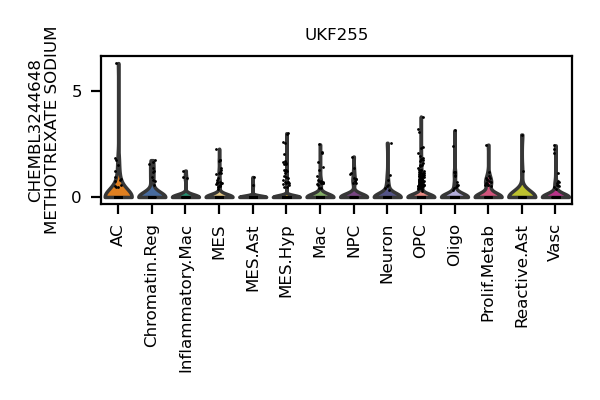 UKF255
CHEMBL3244648
METHOTREXATE SODIUM
5
0
AC
Chromatin.Reg
Inflammatory.Mac
MES
MES.Ast
MES.Hyp
Mac
NPC
Neuron
OPC
Oligo
Prolif.Metab
Reactive.Ast
Vasc